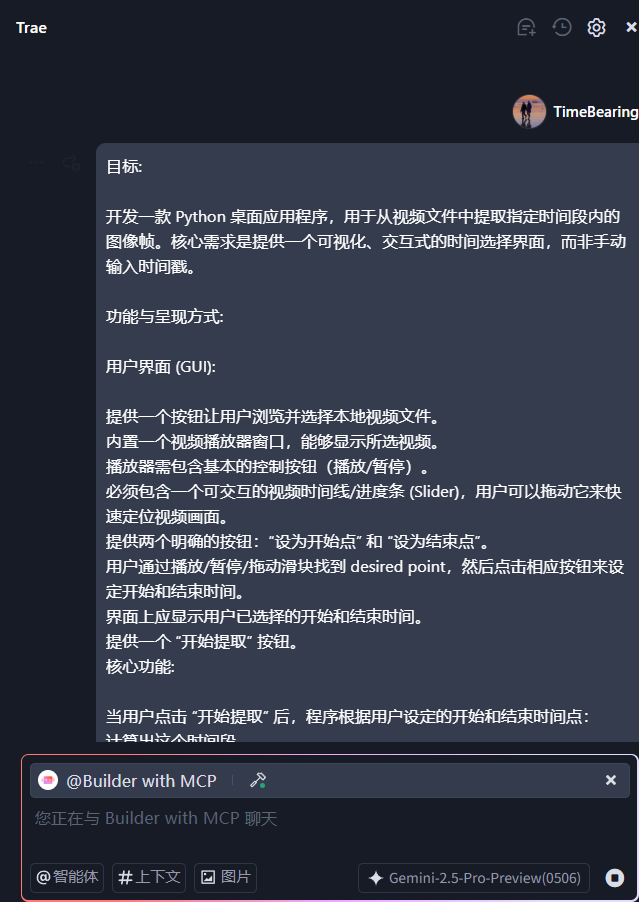 Trae
TimeBearing
目标:
开发一款 Python 桌面应用程序，用于从视频文件中提取指定时间段内的
图像帧。核心需求是提供一个可视化、交互式的时间选择界面，而非手动
输入时间戳。
功能与呈现方式:
用户界面 (GUI):
提供一个按钮让用户浏览并选择本地视频文件。
内置一个视频播放器窗口，能够显示所选视频。
播放器需包含基本的控制按钮（播放/暂停）。
必须包含一个可交互的视频时间线/进度条 (Slider)，用户可以拖动它来快
速定位视频画面。
提供两个明确的按钮：“设为开始点” 和 “设为结束点”。
用户通过播放/暂停/拖动滑块找到 desired point，然后点击相应按钮来设
定开始和结束时间。
界面上应显示用户已选择的开始和结束时间。
提供一个 “开始提取” 按钮。
核心功能:
当用户点击 “开始提取” 后，程序根据用户设定的开始和结束时间点：
计算出这个时间段
@Builder with MCP
您正在与 Builder with MCP 聊天
@智能体 #上下文 图片 Gemini-2.5-Pro-Preview(0506)